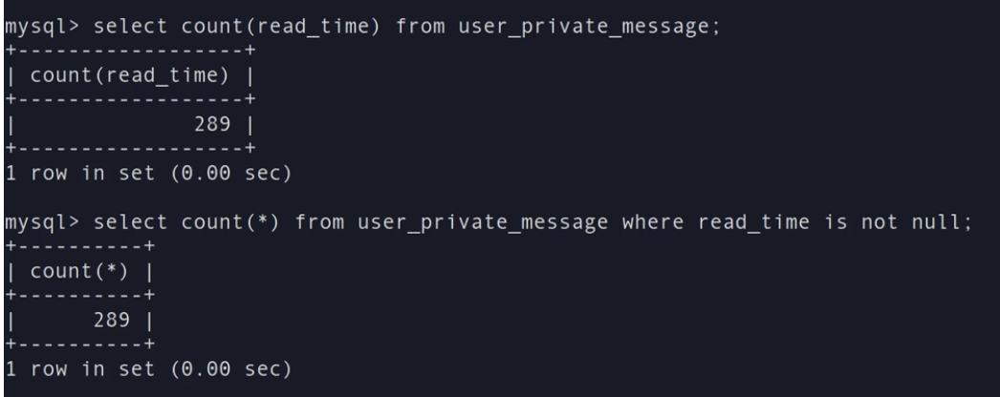 mysql> select count(read_time) from user_private_message;
+------------------+
| count(read_time) |
+------------------+
|              289 |
+------------------+
1 row in set (0.00 sec)
mysql> select count(*) from user_private_message where read_time is not null;
+----------+
| count(*) |
+----------+
|      289 |
+----------+
1 row in set (0.00 sec)